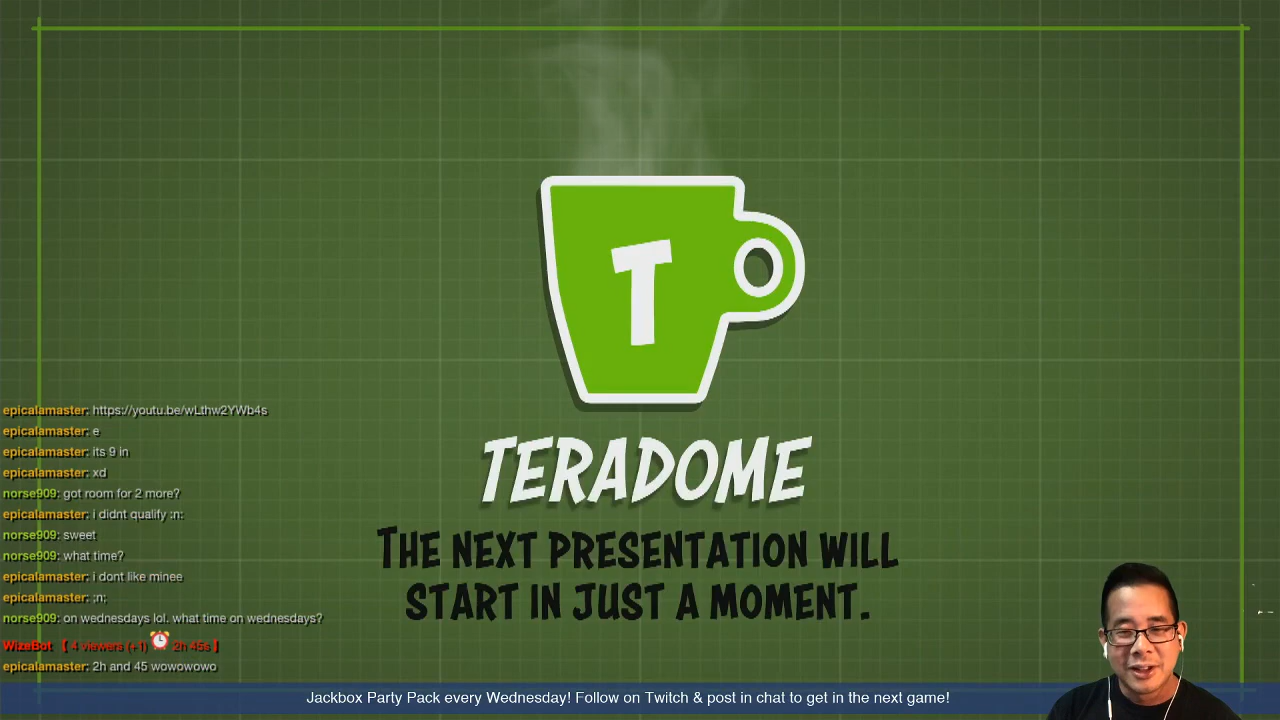 T
TERADOME
THE NEXT PRESENTATION WILL
START IN JUST A MOMENT.
epicalamaster: https://youtu.be/wLthw2YWb4s
epicalamaster: e
epicalamaster: its 9 in
epicalamaster: xd
norse909: got room for 2 more?
epicalamaster: i didnt qualify :n:
norse909: sweet
norse909: what time?
epicalamaster: i dont like minee
epicalamaster: ;n;
norse909: on wednesdays lol. what time on wednesdays?
WizeBot 【 4 viewers (+1) ⏰ 2h 45s】
epicalamaster: 2h and 45 wowowowo
Jackbox Party Pack every Wednesday! Follow on Twitch & post in chat to get in the next game!